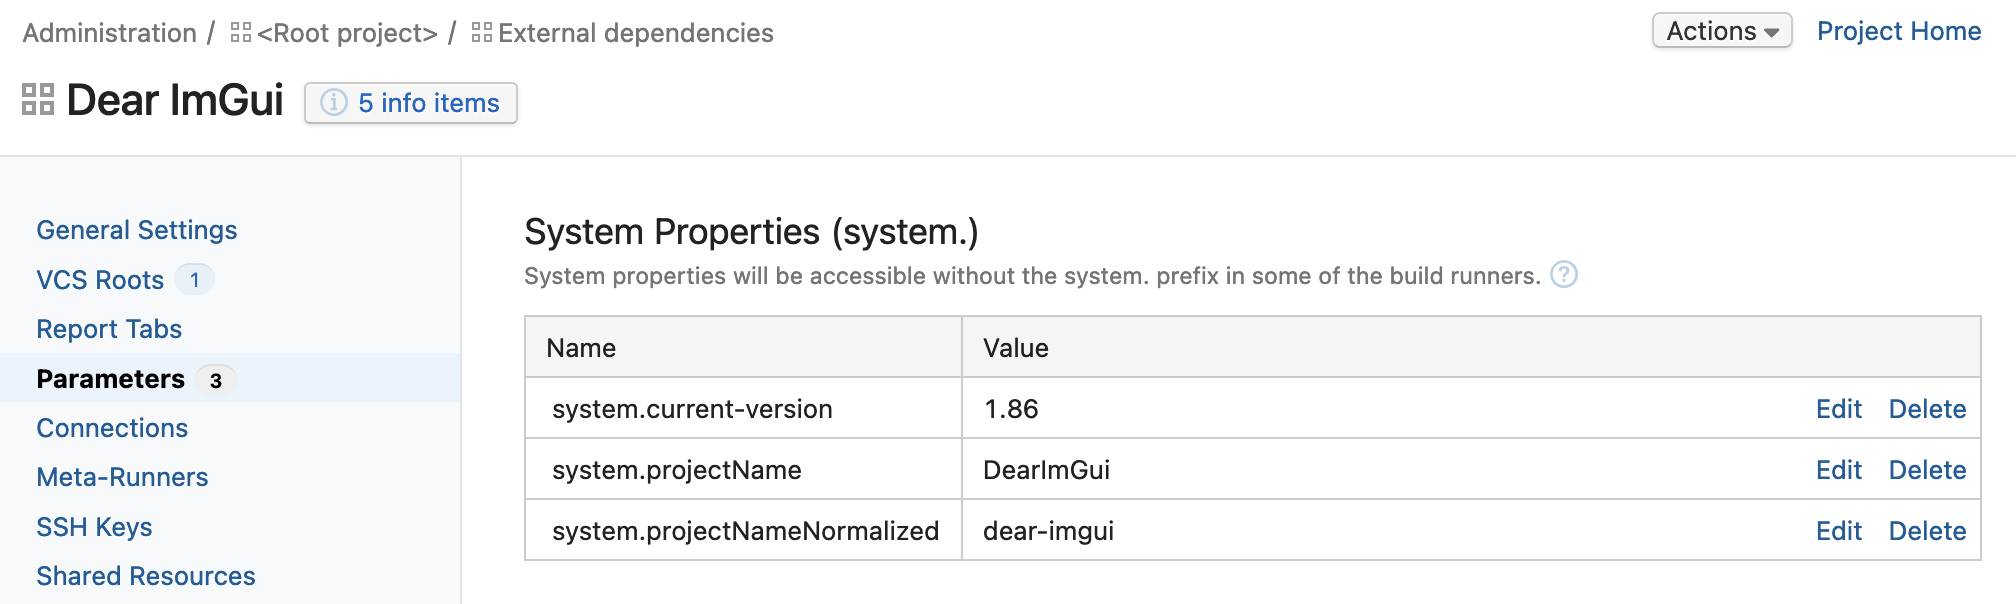 Administration / <Root project> / External dependencies
Actions Project Home
Dear ImGui 5 info items
General Settings
VCS Roots 1
Report Tabs
Parameters 3
Connections
Meta-Runners
SSH Keys
Shared Resources
System Properties (system.)
System properties will be accessible without the system. prefix in some of the build runners. ?
Name Value
system.current-version 1.86 Edit Delete
system.projectName DearImGui Edit Delete
system.projectNameNormalized dear-imgui Edit Delete